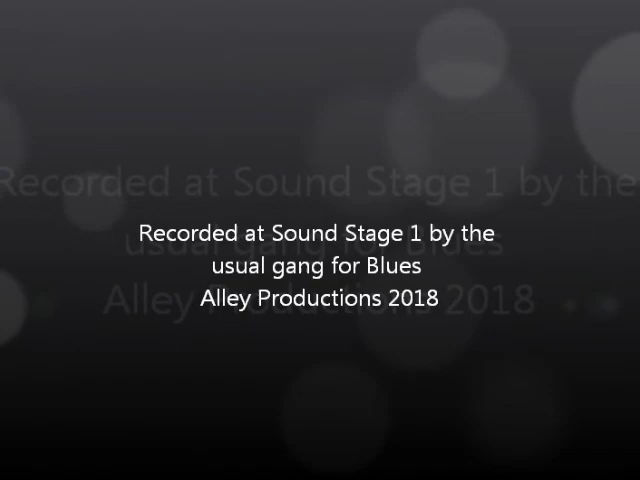 Recorded at Sound Stage 1 by the
usual gang for Blues
Alley Productions 2018